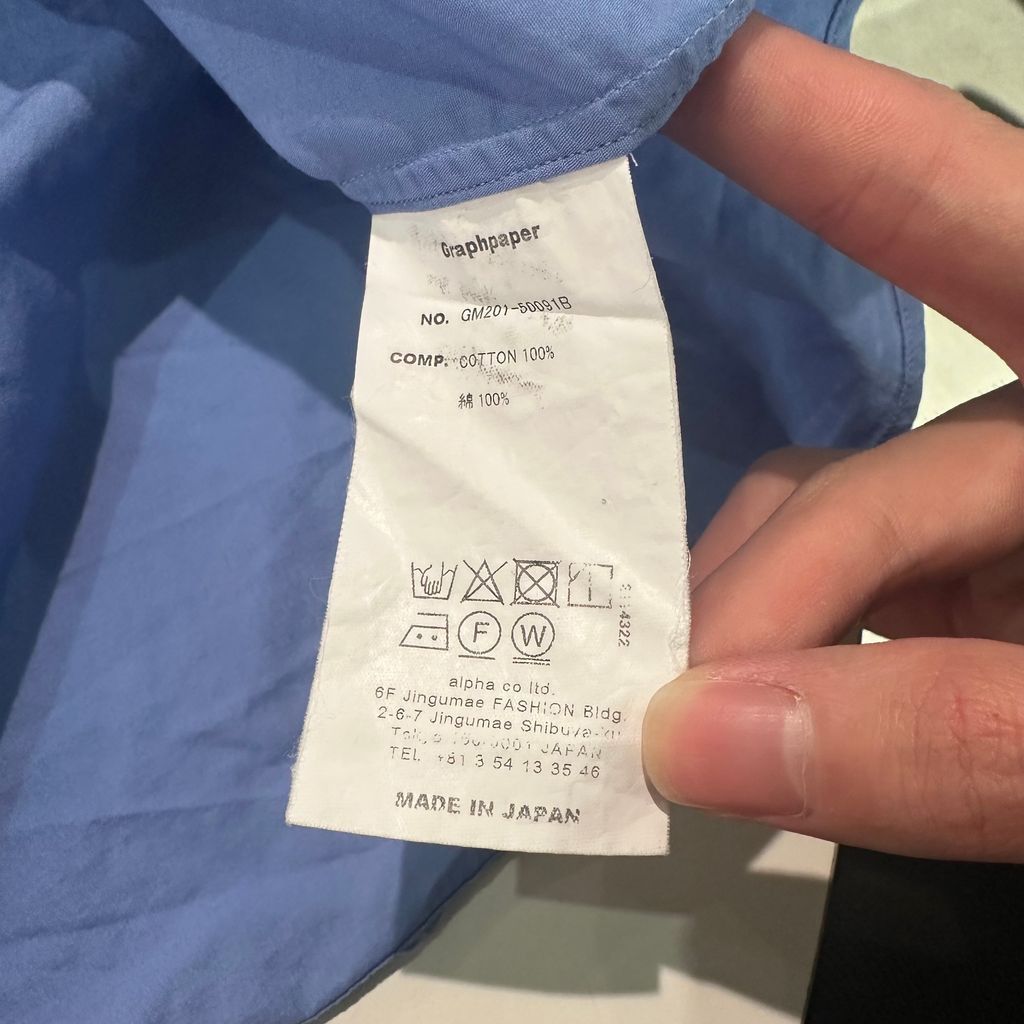 Graphpaper
NO. GM201-50091B
COMP. COTTON 100%
綿 100%
F W
4322
alpha co ltd.
6F Jingumae FASHION Bldg.
2-6-7 Jingumae Shibuya-ku
JAPAN
TEL. +81 3 54 13 35 46
MADE IN JAPAN